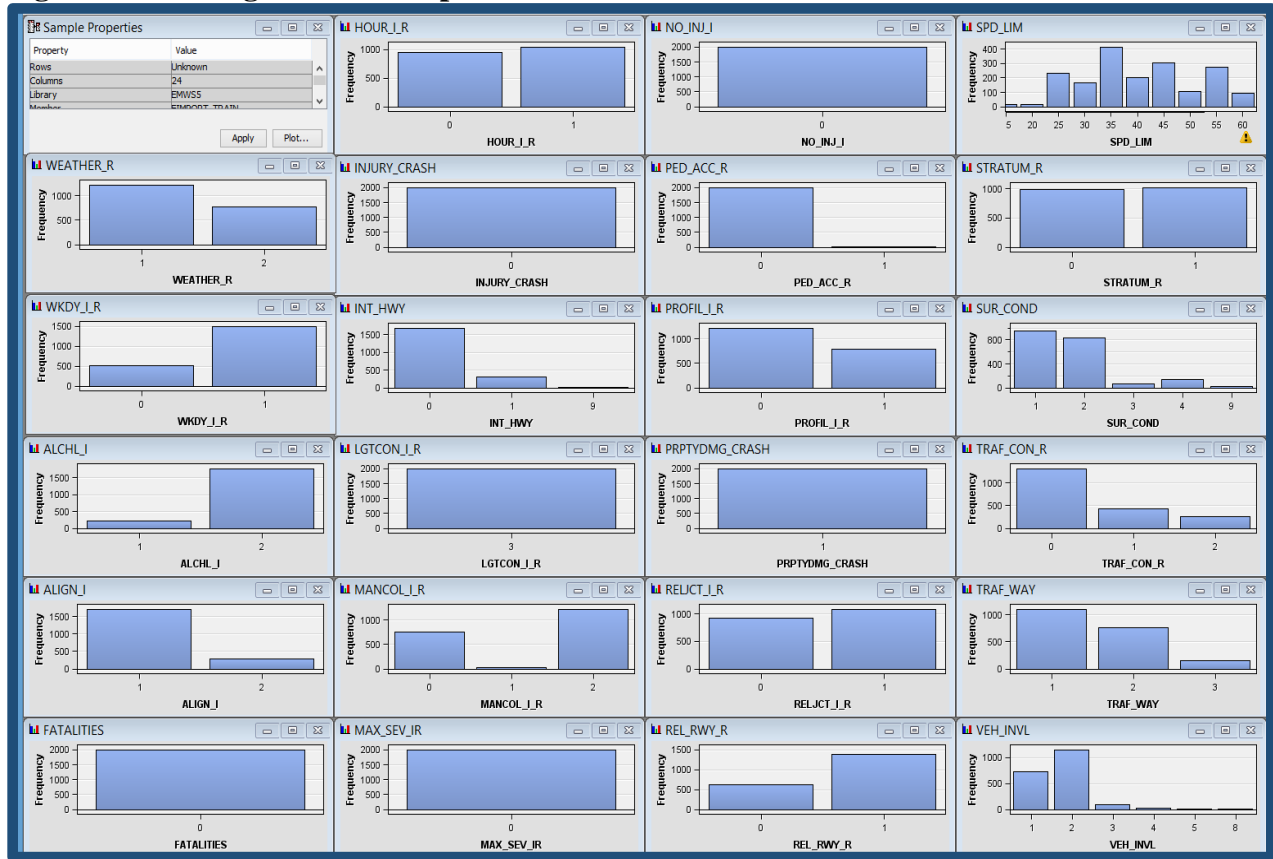 Sample Properties
Property Value
Rows Unknown
Columns 24
Library EMWS5
Apply Plot...
HOUR_I_R
Frequency
1000
500
0
0 1
HOUR_I_R
NO_INJ_I
Frequency
2000
1500
1000
500
0
0
NO_INJ_I
SPD_LIM
Frequency
400
300
200
100
0
5 20 25 30 35 40 45 50 55 60
SPD_LIM
WEATHER_R
Frequency
1000
500
0
1 2
WEATHER_R
INJURY_CRASH
Frequency
2000
1500
1000
500
0
0
INJURY_CRASH
PED_ACC_R
Frequency
2000
1500
1000
500
0
0 1
PED_ACC_R
STRATUM_R
Frequency
1000
500
0
0 1
STRATUM_R
WKDY_I_R
Frequency
1500
1000
500
0
0 1
WKDY_I_R
INT_HWY
Frequency
1500
1000
500
0
0 1 9
INT_HWY
PROFIL_I_R
Frequency
1000
500
0
0 1
PROFIL_I_R
SUR_COND
Frequency
800
400
0
1 2 3 4 9
SUR_COND
ALCHL_I
Frequency
1500
1000
500
0
1 2
ALCHL_I
LGTCON_I_R
Frequency
2000
1500
1000
500
0
3
LGTCON_I_R
PRPTYDMG_CRASH
Frequency
2000
1500
1000
500
0
1
PRPTYDMG_CRASH
TRAF_CON_R
Frequency
1000
500
0
0 1 2
TRAF_CON_R
ALIGN_I
Frequency
1500
1000
500
0
1 2
ALIGN_I
MANCOL_I_R
Frequency
1000
500
0
0 1 2
MANCOL_I_R
RELJCT_I_R
Frequency
1000
500
0
0 1
RELJCT_I_R
TRAF_WAY
Frequency
1000
500
0
1 2 3
TRAF_WAY
FATALITIES
Frequency
2000
1500
1000
500
0
0
FATALITIES
MAX_SEV_IR
Frequency
2000
1500
1000
500
0
0
MAX_SEV_IR
REL_RWY_R
Frequency
1500
1000
500
0
0 1
REL_RWY_R
VEH_INVL
Frequency
1000
500
0
1 2 3 4 5 8
VEH_INVL